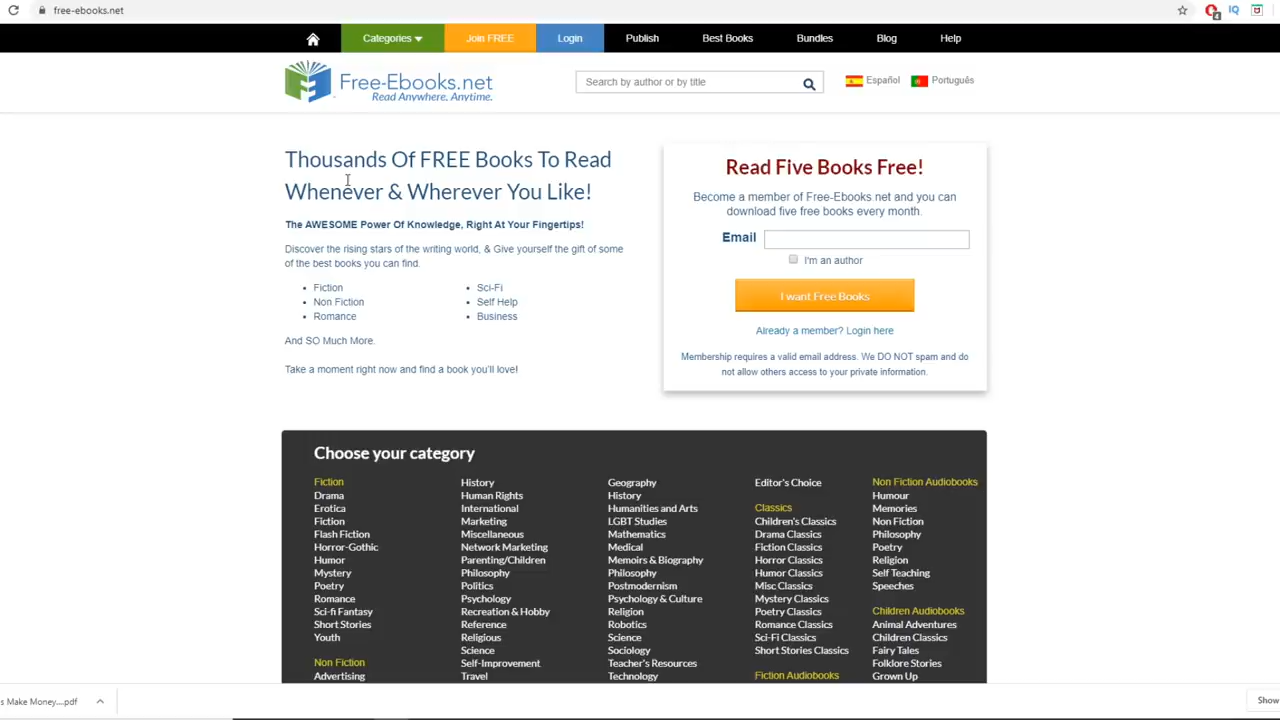 free-ebooks.net
IQ
4
Categories
Join FREE
Login
Publish
Best Books
Bundles
Blog
Help
Free-Ebooks.net
Read Anywhere. Anytime.
Search by author or by title
Español
Português
Thousands Of FREE Books To Read
Whenever & Wherever You Like!
The AWESOME Power Of Knowledge, Right At Your Fingertips!
Discover the rising stars of the writing world, & Give yourself the gift of some
of the best books you can find.
Fiction
Non Fiction
Romance
Sci-Fi
Self Help
Business
And SO Much More.
Take a moment right now and find a book you'll love!
Read Five Books Free!
Become a member of Free-Ebooks.net and you can
download five free books every month.
Email
I'm an author
I want Free Books
Already a member? Login here
Membership requires a valid email address. We DO NOT spam and do
not allow others access to your private information.
Choose your category
Fiction
Drama
Erotica
Fiction
Flash Fiction
Horror-Gothic
Humor
Mystery
Poetry
Romance
Sci-fi Fantasy
Short Stories
Youth
Non Fiction
Advertising
History
Human Rights
International
Marketing
Miscellaneous
Network Marketing
Parenting/Children
Philosophy
Politics
Psychology
Recreation & Hobby
Reference
Religious
Science
Self-Improvement
Travel
Geography
History
Humanities and Arts
LGBT Studies
Mathematics
Medical
Memoirs & Biography
Philosophy
Postmodernism
Psychology & Culture
Religion
Robotics
Science
Sociology
Teacher's Resources
Technology
Editor's Choice
Classics
Children's Classics
Drama Classics
Fiction Classics
Horror Classics
Humor Classics
Misc Classics
Mystery Classics
Poetry Classics
Romance Classics
Sci-Fi Classics
Short Stories Classics
Fiction Audiobooks
Non Fiction Audiobooks
Humour
Memories
Non Fiction
Philosophy
Poetry
Religion
Self Teaching
Speeches
Children Audiobooks
Animal Adventures
Children Classics
Fairy Tales
Folklore Stories
Grown Up
s Make Money....pdf
Show